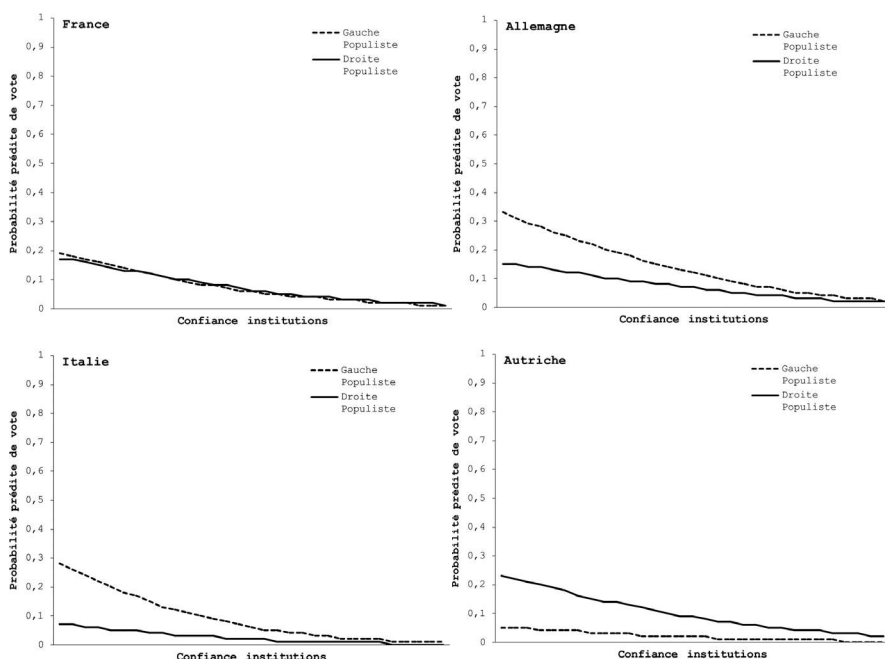 France
Gauche
Populiste
Droite
Populiste
1
0,9
0,8
0,7
0,6
0,5
0,4
0,3
0,2
0,1
0
Probabilité prédite de vote
Confiance institutions
Allemagne
Gauche
Populiste
Droite
Populiste
1
0,9
0,8
0,7
0,6
0,5
0,4
0,3
0,2
0,1
0
Probabilité prédite de vote
Confiance institutions
Italie
Gauche
Populiste
Droite
Populiste
1
0,9
0,8
0,7
0,6
0,5
0,4
0,3
0,2
0,1
0
Probabilité prédite de vote
Confiance institutions
Autriche
Gauche
Populiste
Droite
Populiste
1
0,9
0,8
0,7
0,6
0,5
0,4
0,3
0,2
0,1
0
Probabilité prédite de vote
Confiance institutions